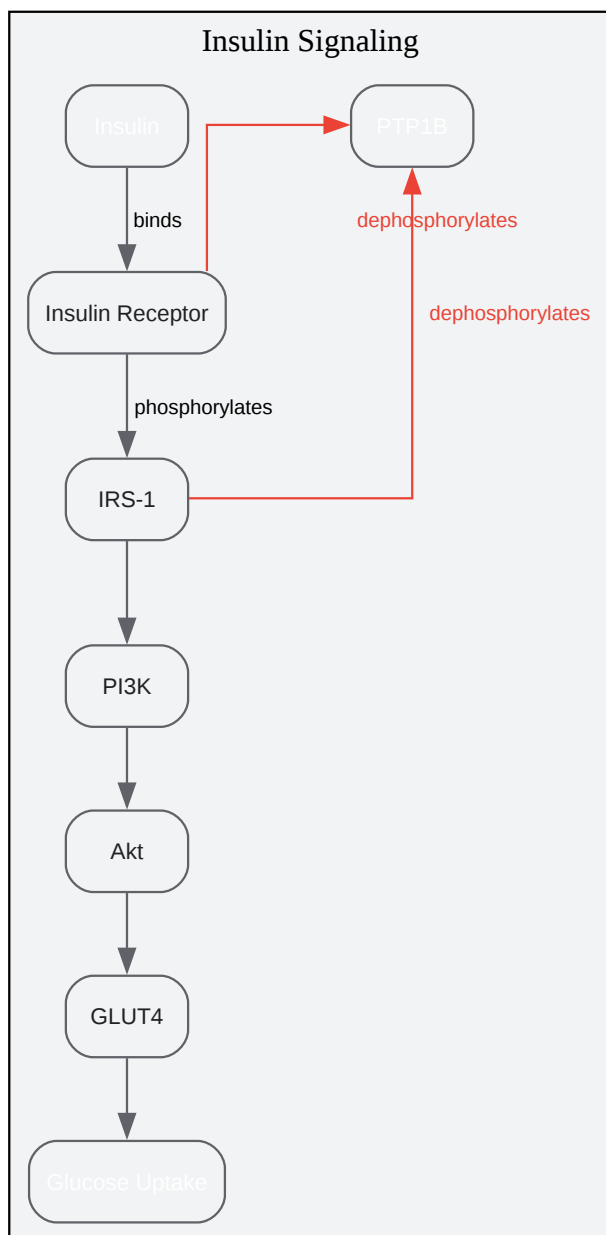 Insulin Signaling
Insulin
PTP1B
binds
dephosphorylates
Insulin Receptor
dephosphorylates
phosphorylates
IRS-1
PI3K
Akt
GLUT4
Glucose Uptake